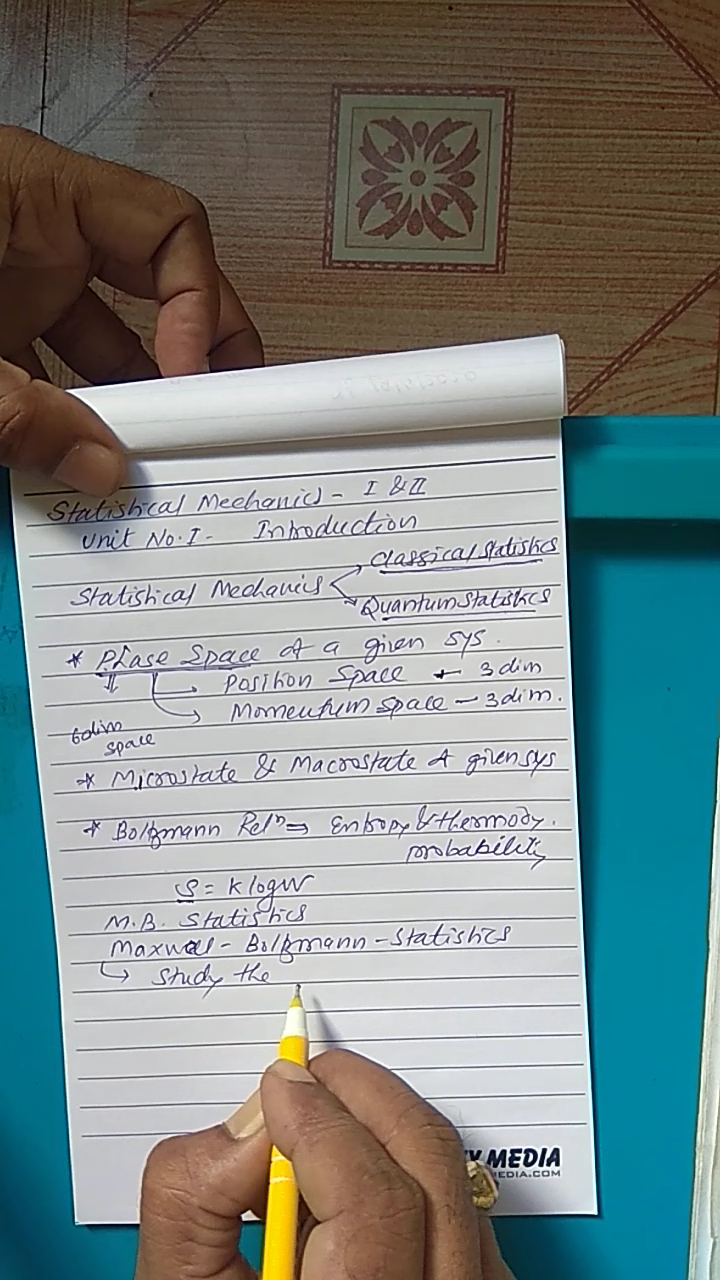 Statistical Mechanics - I & II
Unit No. I - Introduction
Classical Statistics
Statistical Mechanics
Quantum Statistics
* Phase Space of a given sys.
⇓ → Position Space - 3 dim
→ Momentum space - 3 dim.
6 dim
space
* Microstate & Macrostate of given sys
* Boltzmann Relⁿ ⇒ Entropy & thermody.
probability
S = K log W
M.B. Statistics
Maxwell - Boltzmann - Statistics
↳ Study the
MEDIA
EDIA.COM